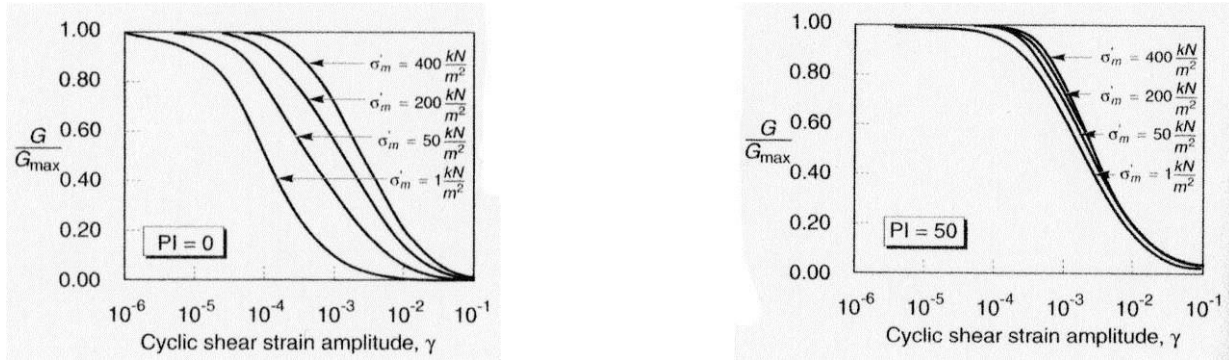 1.00
0.80
0.60
0.40
0.20
0.00
G
G_max
σ'_m = 400 kN/m²
σ'_m = 200 kN/m²
σ'_m = 50 kN/m²
σ'_m = 1 kN/m²
PI = 0
10⁻⁶ 10⁻⁵ 10⁻⁴ 10⁻³ 10⁻² 10⁻¹
Cyclic shear strain amplitude, γ
1.00
0.80
0.60
0.40
0.20
0.00
G
G_max
σ'_m = 400 kN/m²
σ'_m = 200 kN/m²
σ'_m = 50 kN/m²
σ'_m = 1 kN/m²
PI = 50
10⁻⁶ 10⁻⁵ 10⁻⁴ 10⁻³ 10⁻² 10⁻¹
Cyclic shear strain amplitude, γ